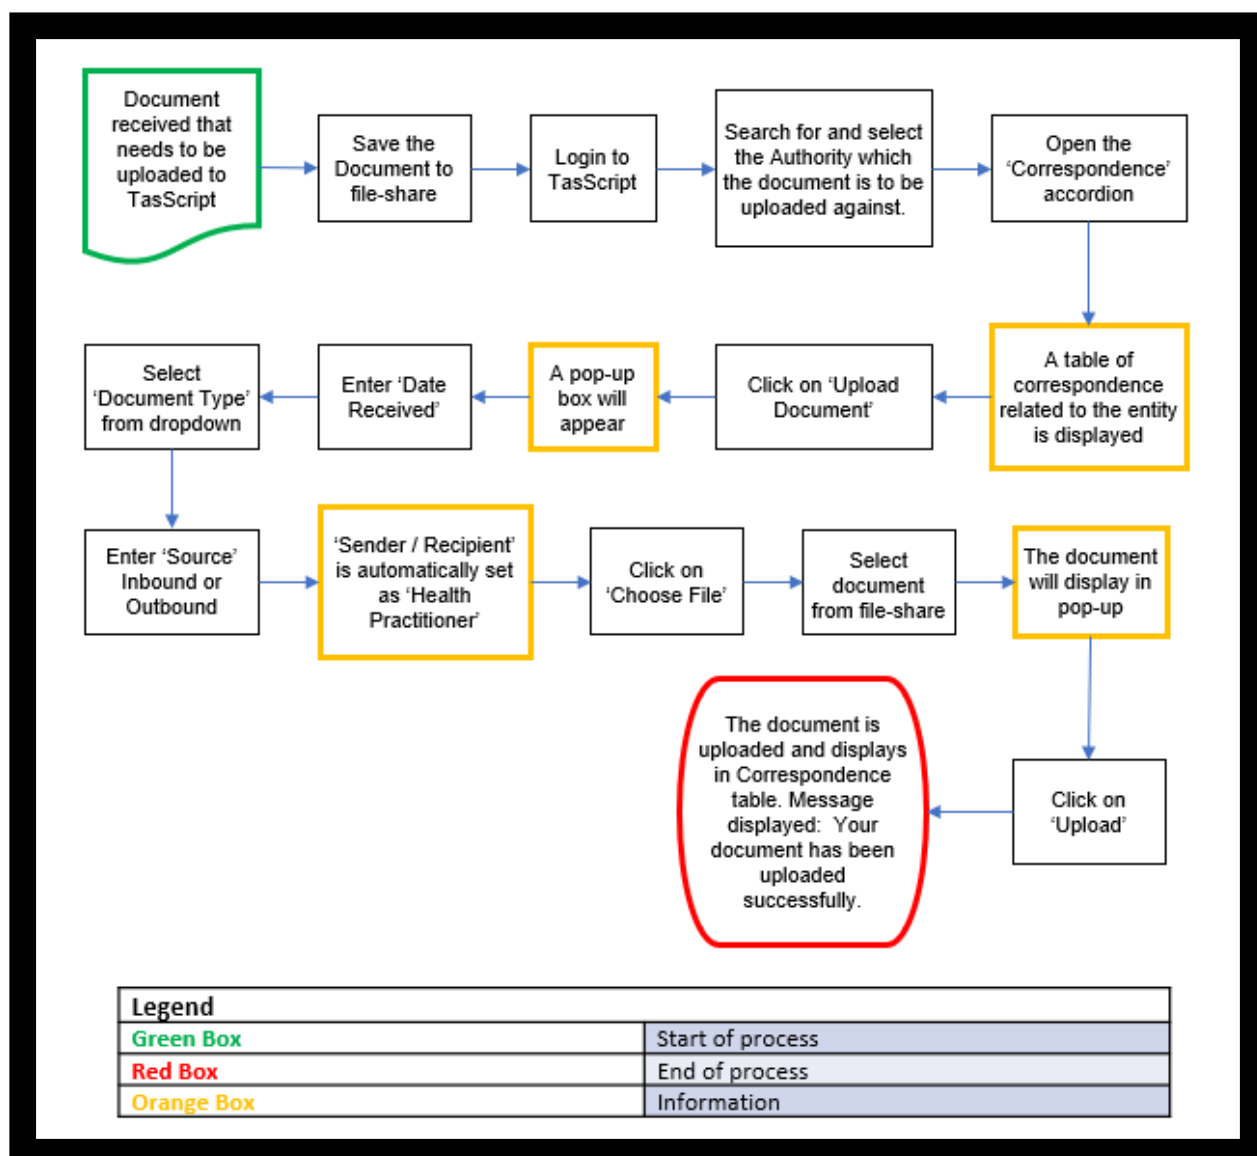 Document
received that
needs to be
uploaded to
TasScript
Save the
Document to
file-share
Login to
TasScript
Search for and select
the Authority which
the document is to be
uploaded against.
Open the
‘Correspondence’
accordion
A table of
correspondence
related to the entity
is displayed
Click on ‘Upload
Document’
A pop-up
box will
appear
Enter ‘Date
Received’
Select
‘Document Type’
from dropdown
Enter ‘Source’
Inbound or
Outbound
‘Sender / Recipient’
is automatically set
as ‘Health
Practitioner’
Click on
‘Choose File’
Select
document
from file-share
The document
will display in
pop-up
Click on
‘Upload’
The document is
uploaded and displays
in Correspondence
table. Message
displayed:  Your
document has been
uploaded
successfully.
Legend
Green Box Start of process
Red Box End of process
Orange Box Information